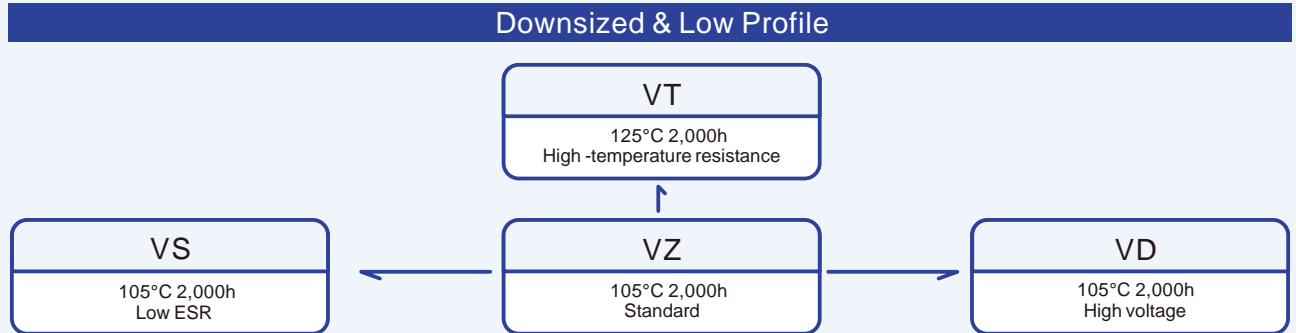 Downsized & Low Profile
VT
125°C 2,000h
High -temperature resistance
VS
105°C 2,000h
Low ESR
VZ
105°C 2,000h
Standard
VD
105°C 2,000h
High voltage